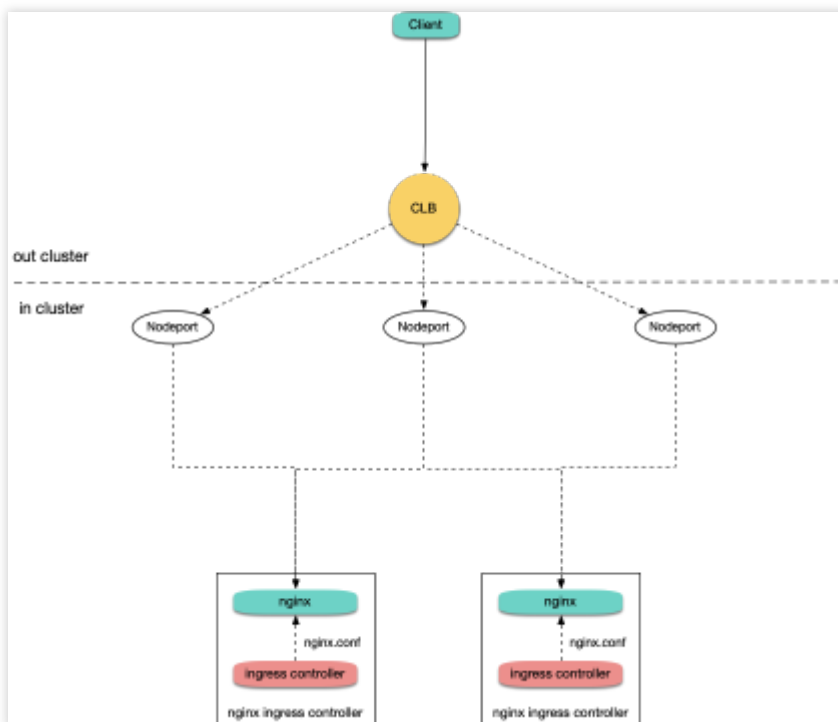 Client
CLB
out cluster
in cluster
Nodeport
Nodeport
Nodeport
nginx
nginx
nginx.conf
nginx.conf
ingress controller
ingress controller
nginx ingress controller
nginx ingress controller